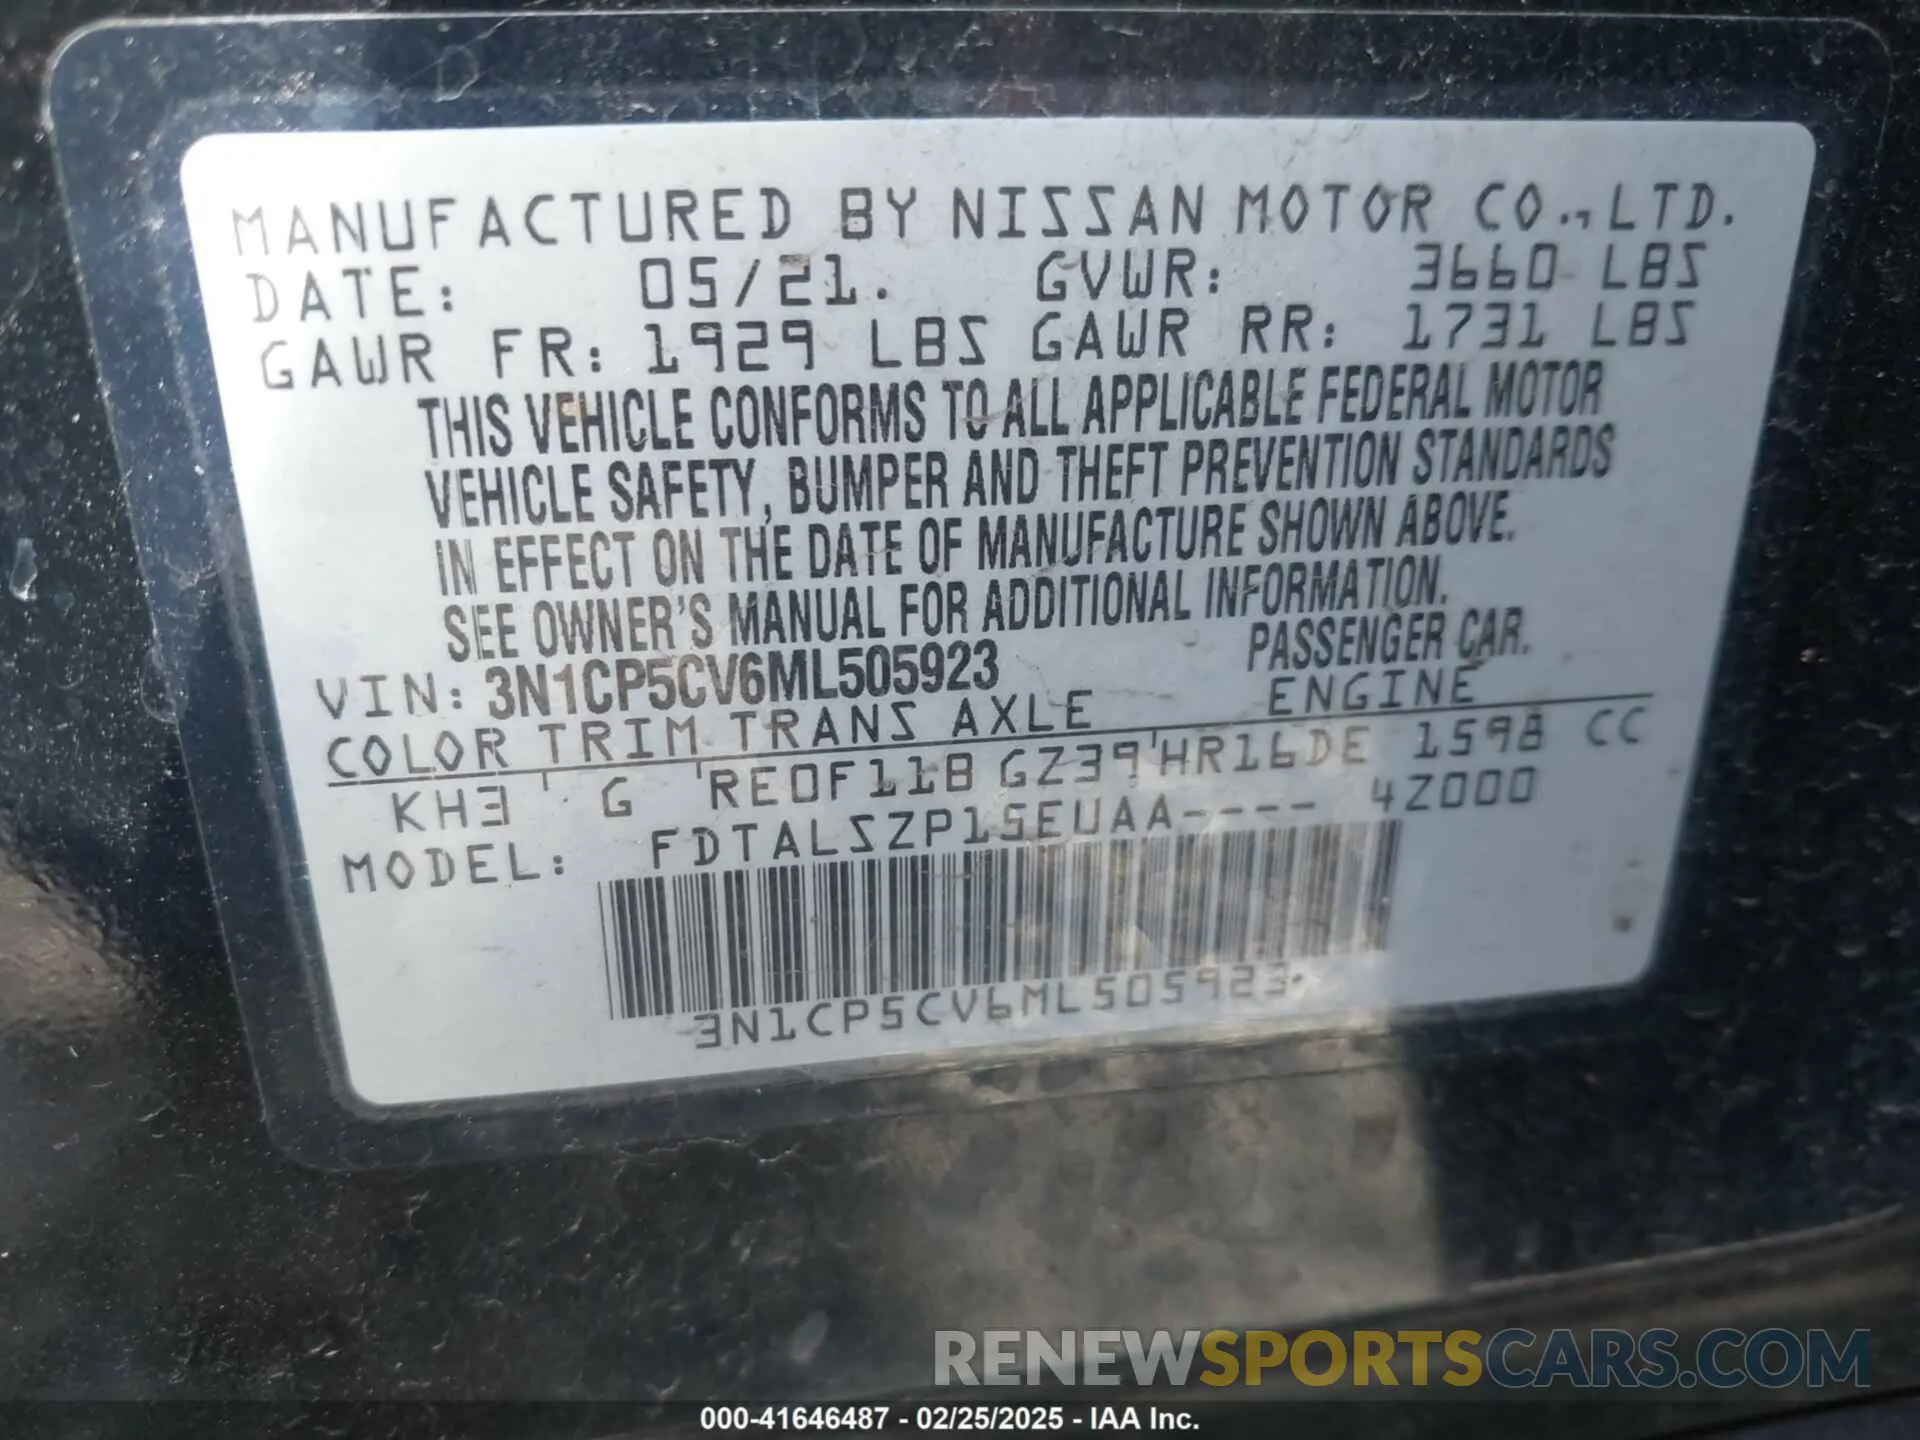 MANUFACTURED BY NISSAN MOTOR CO., LTD.
DATE: 05/21. GVWR: 3660 LBS
GAWR FR: 1929 LBS GAWR RR: 1731 LBS
THIS VEHICLE CONFORMS TO ALL APPLICABLE FEDERAL MOTOR
VEHICLE SAFETY, BUMPER AND THEFT PREVENTION STANDARDS
IN EFFECT ON THE DATE OF MANUFACTURE SHOWN ABOVE.
SEE OWNER'S MANUAL FOR ADDITIONAL INFORMATION.
VIN: 3N1CP5CV6ML505923 PASSENGER CAR.
COLOR TRIM TRANS AXLE ENGINE
KH3 ' G 'RE0F11B GZ39'HR16DE 1598 CC
MODEL: FDTALSZP15EUAA---- 4Z000
3N1CP5CV6ML505923
RENEWSPORTSCARS.COM
000-41646487 - 02/25/2025 - IAA Inc.